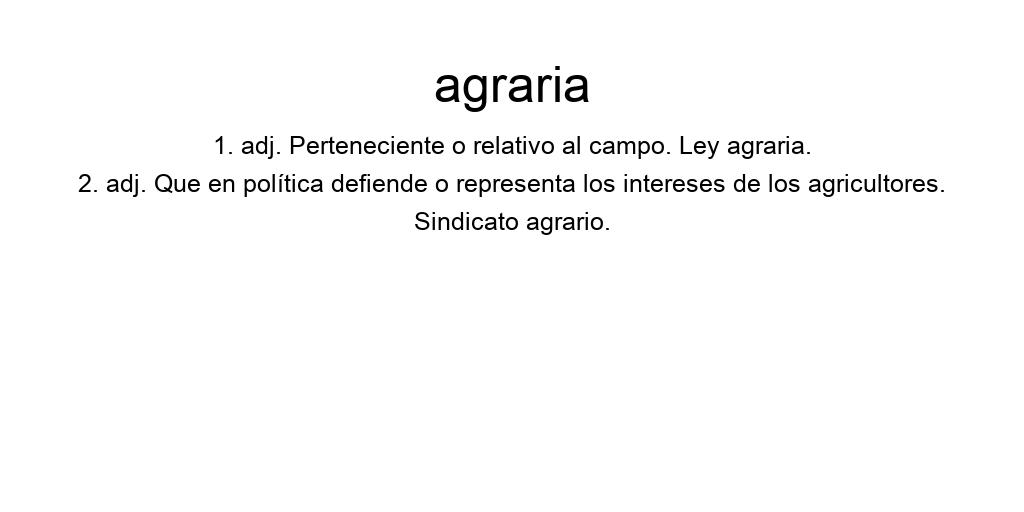 agraria
1. adj. Perteneciente o relativo al campo. Ley agraria.
2. adj. Que en política defiende o representa los intereses de los agricultores.
Sindicato agrario.